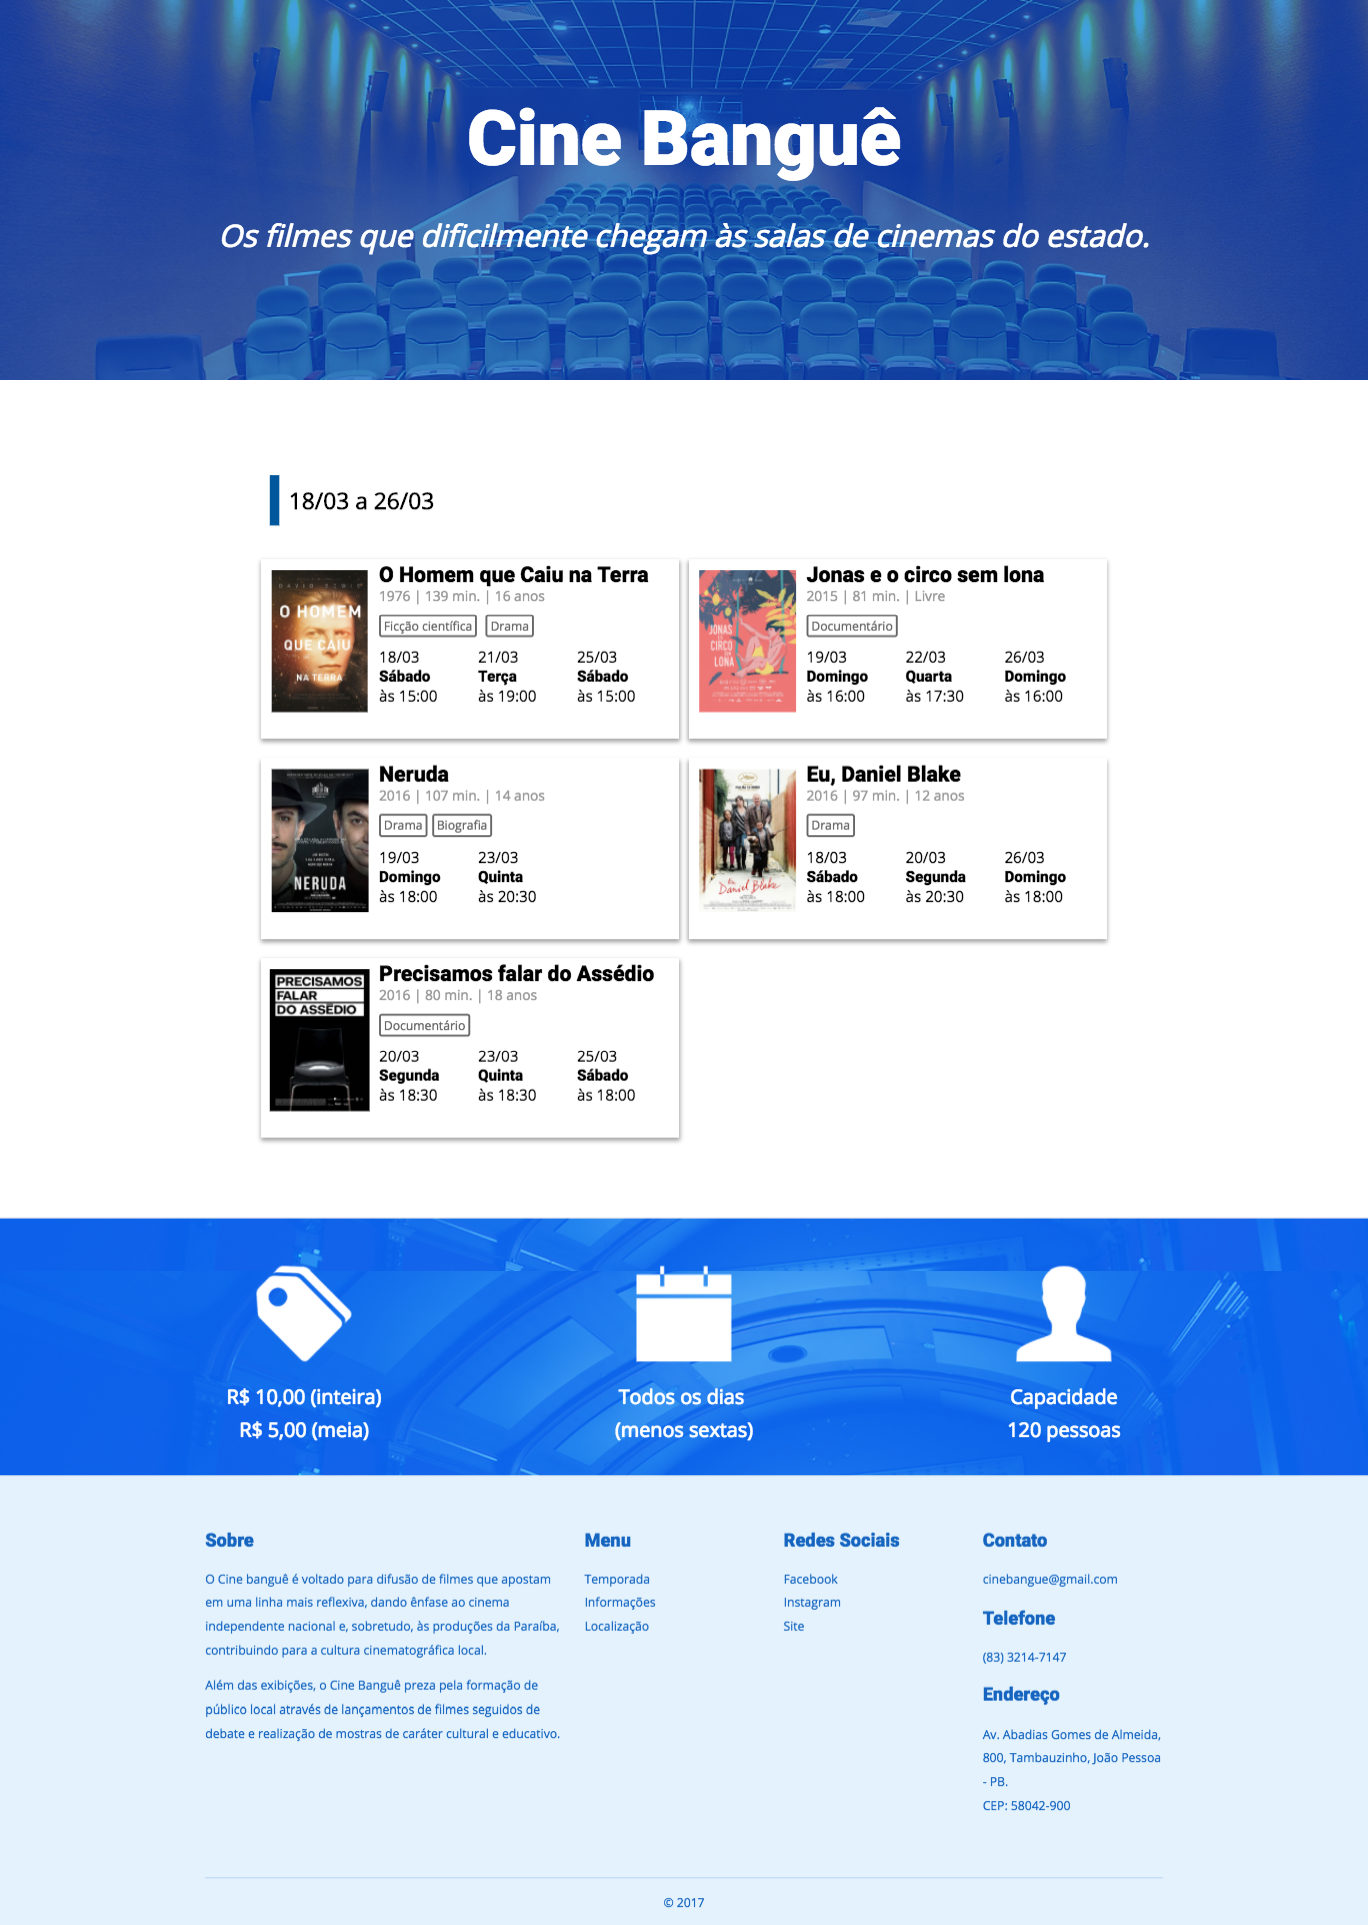 Cine Banguê
Os filmes que dificilmente chegam às salas de cinemas do estado.
18/03 a 26/03
O HOMEM
QUE CAIU
NA TERRA
O Homem que Caiu na Terra
1976 | 139 min. | 16 anos
Ficção científica Drama
18/03 21/03 25/03
Sábado Terça Sábado
às 15:00 às 19:00 às 15:00
JONAS
CIRCO
LONA
Jonas e o circo sem lona
2015 | 81 min. | Livre
Documentário
19/03 22/03 26/03
Domingo Quarta Domingo
às 16:00 às 17:30 às 16:00
NERUDA
Neruda
2016 | 107 min. | 14 anos
Drama Biografia
19/03 23/03
Domingo Quinta
às 18:00 às 20:30
Eu,
Daniel Blake
Eu, Daniel Blake
2016 | 97 min. | 12 anos
Drama
18/03 20/03 26/03
Sábado Segunda Domingo
às 18:00 às 20:30 às 18:00
PRECISAMOS
FALAR
DO ASSÉDIO
Precisamos falar do Assédio
2016 | 80 min. | 18 anos
Documentário
20/03 23/03 25/03
Segunda Quinta Sábado
às 18:30 às 18:30 às 18:00
R$ 10,00 (inteira)
R$ 5,00 (meia)
Todos os dias
(menos sextas)
Capacidade
120 pessoas
Sobre
O Cine banguê é voltado para difusão de filmes que apostam
em uma linha mais reflexiva, dando ênfase ao cinema
independente nacional e, sobretudo, às produções da Paraíba,
contribuindo para a cultura cinematográfica local.
Além das exibições, o Cine Banguê preza pela formação de
público local através de lançamentos de filmes seguidos de
debate e realização de mostras de caráter cultural e educativo.
Menu
Temporada
Informações
Localização
Redes Sociais
Facebook
Instagram
Site
Contato
cinebangue@gmail.com
Telefone
(83) 3214-7147
Endereço
Av. Abadias Gomes de Almeida,
800, Tambauzinho, João Pessoa
- PB.
CEP: 58042-900
© 2017